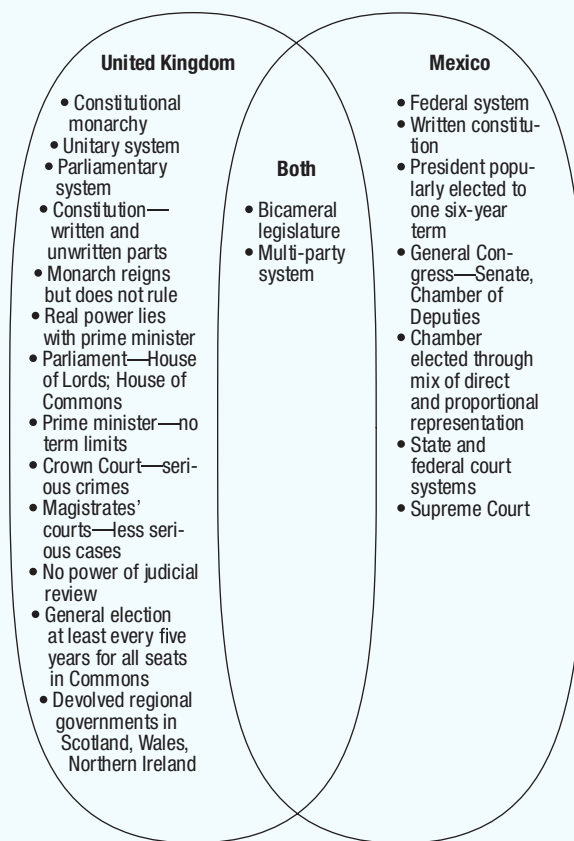 United Kingdom
• Constitutional
monarchy
• Unitary system
• Parliamentary
system
• Constitution—
written and
unwritten parts
• Monarch reigns
but does not rule
• Real power lies
with prime minister
• Parliament—House
of Lords; House of
Commons
• Prime minister—no
term limits
• Crown Court—seri-
ous crimes
• Magistrates'
courts—less seri-
ous cases
• No power of judicial
review
• General election
at least every five
years for all seats
in Commons
• Devolved regional
governments in
Scotland, Wales,
Northern Ireland
Both
• Bicameral
legislature
• Multi-party
system
Mexico
• Federal system
• Written constitu-
tion
• President popu-
larly elected to
one six-year
term
• General Con-
gress—Senate,
Chamber of
Deputies
• Chamber
elected through
mix of direct
and proportional
representation
• State and
federal court
systems
• Supreme Court